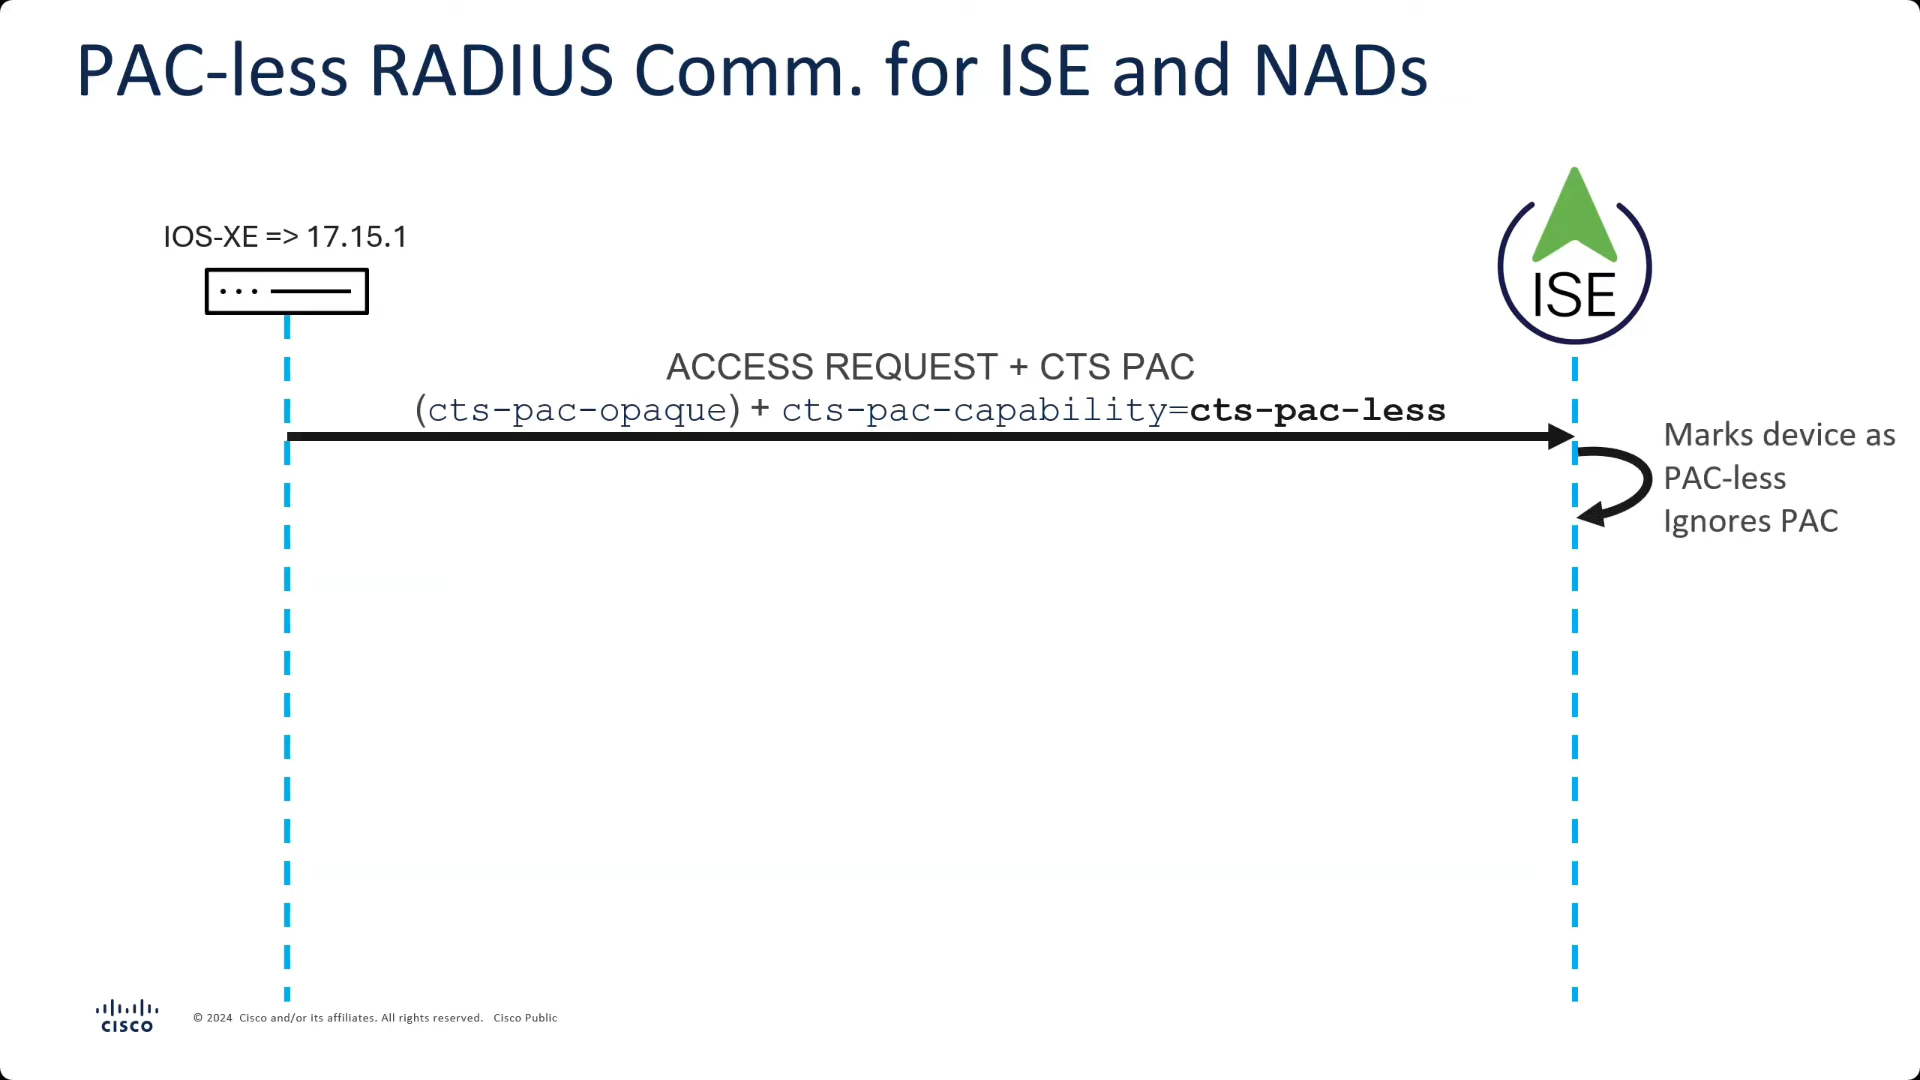 PAC-less RADIUS Comm. for ISE and NADs
IOS-XE => 17.15.1
ISE
ACCESS REQUEST + CTS PAC
(cts-pac-opaque) + cts-pac-capability=cts-pac-less
Marks device as
PAC-less
Ignores PAC
CISCO
© 2024 Cisco and/or its affiliates. All rights reserved. Cisco Public